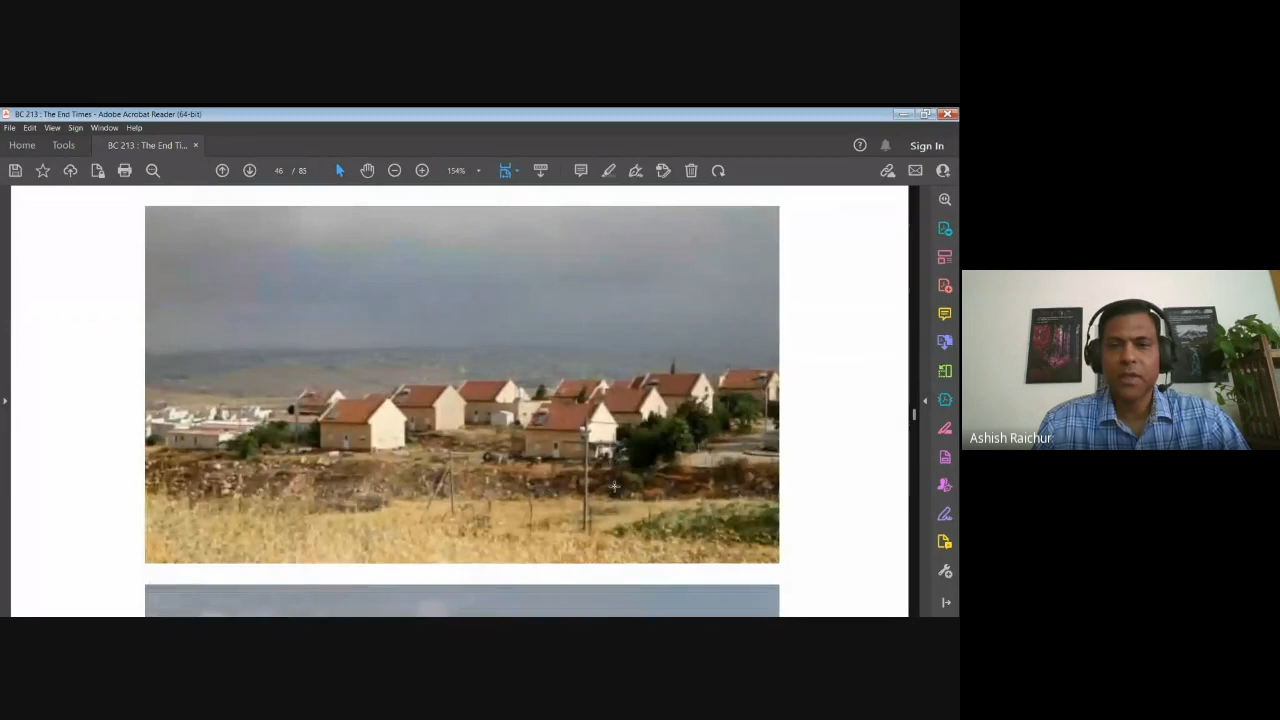 BC 213 : The End Times - Adobe Acrobat Reader (64-bit)
File Edit View Sign Window Help
Home Tools BC 213 : The End Ti... × Sign In
46 / 85 154%
Ashish Raichur